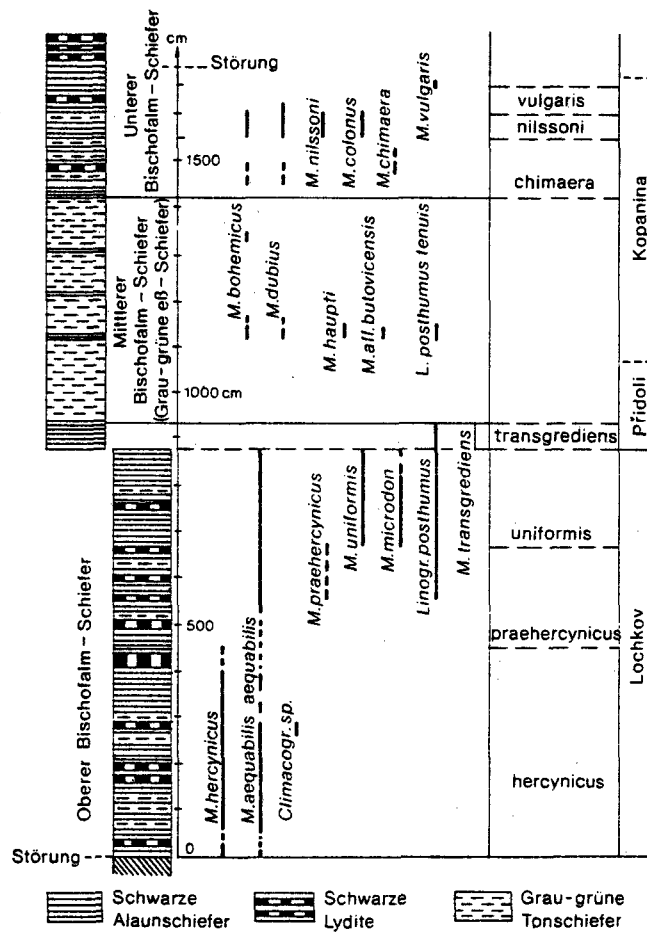 cm
Störung
Unterer
Bischofalm-Schiefer
1500
M. nilssoni
M. colonus
M. chimaera
M. vulgaris
vulgaris
nilssoni
chimaera
Kopanina
Mittlerer
Bischofalm-Schiefer
(Grau-grüne eß-Schiefer)
M. bohemicus
M. dubius
M. haupti
M. aff. butovicensis
L. posthumus tenuis
1000 cm
Přidoli
transgrediens
Oberer Bischofalm-Schiefer
M. praehercynicus
M. uniformis
M. microdon
Linogr. posthumus
M. transgrediens
uniformis
500
praehercynicus
Lochkov
M. hercynicus
M. aequabilis aequabilis
Climacogr. sp.
hercynicus
0
Störung
Schwarze
Alaunschiefer
Schwarze
Lydite
Grau-grüne
Tonschiefer